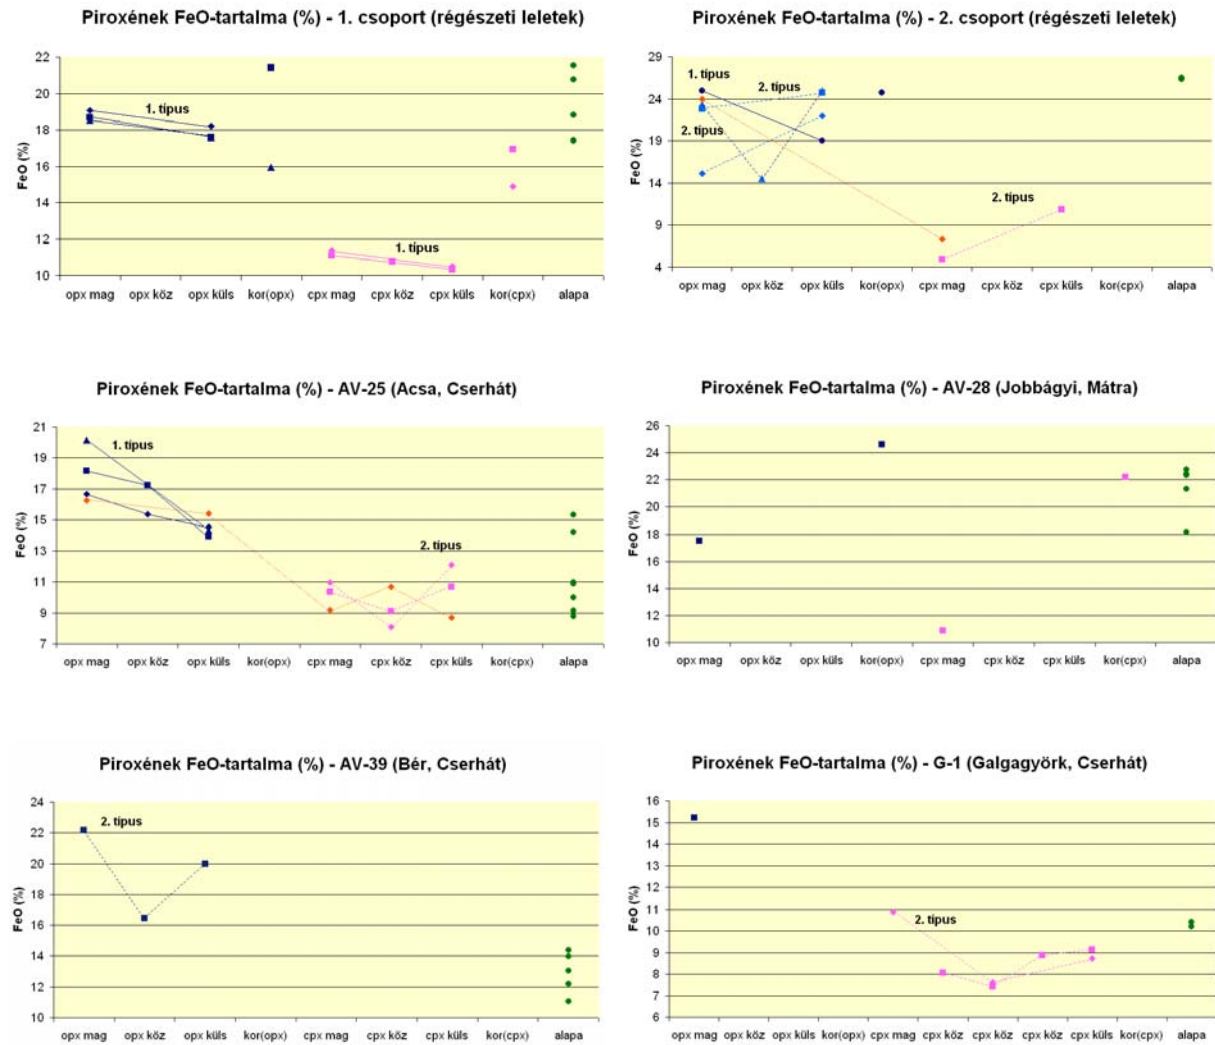 Piroxének FeO-tartalma (%) - 1. csoport (régészeti leletek)
FeO (%)
22
20
18
16
14
12
10
1. típus
1. típus
opx mag opx köz opx küls kor(opx) cpx mag cpx köz cpx küls kor(cpx) alapa
Piroxének FeO-tartalma (%) - 2. csoport (régészeti leletek)
FeO (%)
29
24
19
14
9
4
1. típus
2. típus
2. típus
2. típus
opx mag opx köz opx küls kor(opx) cpx mag cpx köz cpx küls kor(cpx) alapa
Piroxének FeO-tartalma (%) - AV-25 (Acsa, Cserhát)
FeO (%)
21
19
17
15
13
11
9
7
1. típus
2. típus
opx mag opx köz opx küls kor(opx) cpx mag cpx köz cpx küls kor(cpx) alapa
Piroxének FeO-tartalma (%) - AV-28 (Jobbágyi, Mátra)
FeO (%)
26
24
22
20
18
16
14
12
10
opx mag opx köz opx küls kor(opx) cpx mag cpx köz cpx küls kor(cpx) alapa
Piroxének FeO-tartalma (%) - AV-39 (Bér, Cserhát)
FeO (%)
24
22
20
18
16
14
12
10
2. típus
opx mag opx köz opx küls kor(opx) cpx mag cpx köz cpx küls kor(cpx) alapa
Piroxének FeO-tartalma (%) - G-1 (Galgagyörk, Cserhát)
FeO (%)
16
15
14
13
12
11
10
9
8
7
6
2. típus
opx mag opx köz opx küls kor(opx) cpx mag cpx köz cpx köz cpx köz cpx küls kor(cpx) alapa